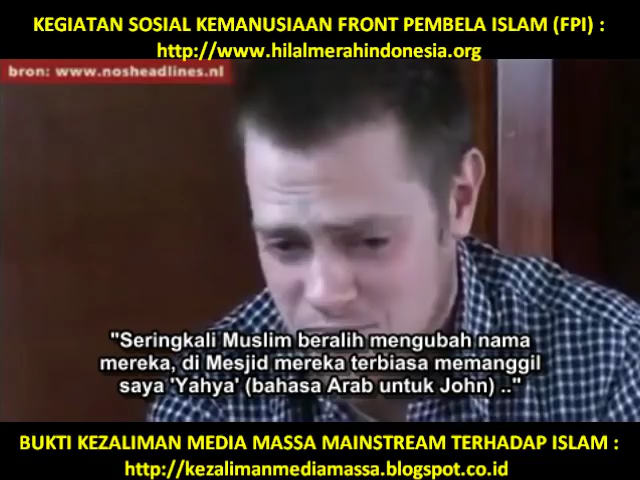 KEGIATAN SOSIAL KEMANUSIAAN FRONT PEMBELA ISLAM (FPI) :
http://www.hilalmerahindonesia.org
bron: www.nosheadlines.nl
"Seringkali Muslim beralih mengubah nama
mereka, di Mesjid mereka terbiasa memanggil
saya 'Yahya' (bahasa Arab untuk John) .."
BUKTI KEZALIMAN MEDIA MASSA MAINSTREAM TERHADAP ISLAM :
http://kezalimanmediamassa.blogspot.co.id